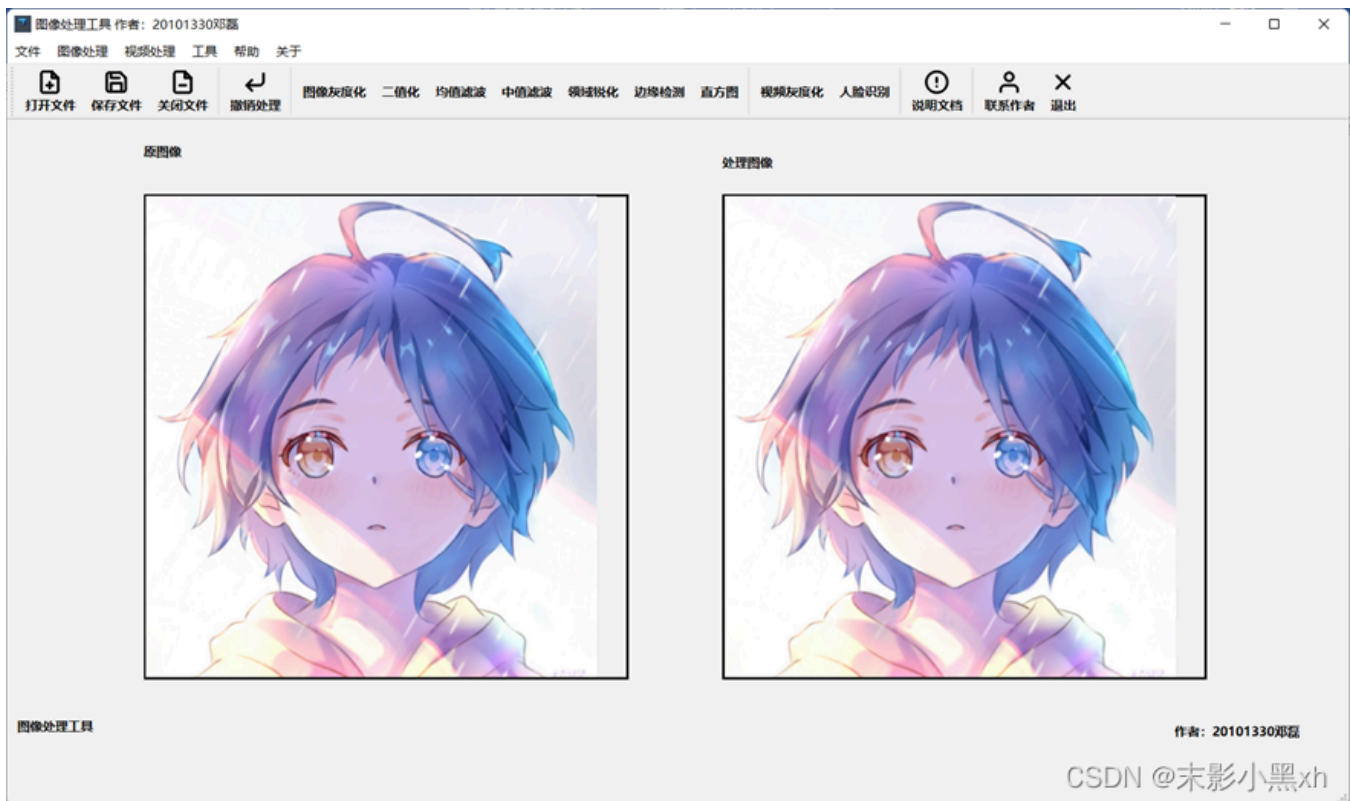 图像处理工具 作者：20101330邓磊
文件 图像处理 视频处理 工具 帮助 关于
打开文件 保存文件 关闭文件 撤销处理 图像灰度化 二值化 均值滤波 中值滤波 领域锐化 边缘检测 直方图 视频灰度化 人脸识别 说明文档 联系作者 退出
原图像
处理图像
图像处理工具
作者：20101330邓磊
CSDN @末影小黑xh